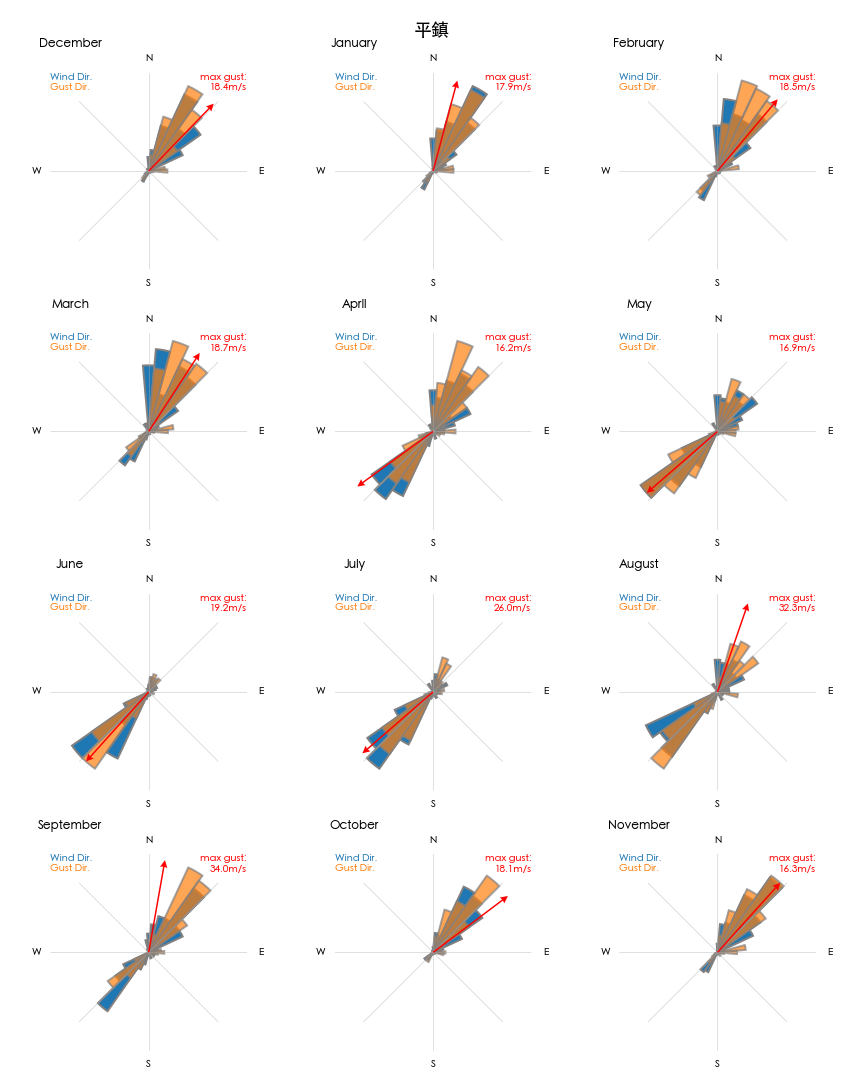 平鎮
December
N
Wind Dir.
Gust Dir.
max gust:
18.4m/s
W
E
S
January
N
Wind Dir.
Gust Dir.
max gust:
17.9m/s
W
E
S
February
N
Wind Dir.
Gust Dir.
max gust:
18.5m/s
W
E
S
March
N
Wind Dir.
Gust Dir.
max gust:
18.7m/s
W
E
S
April
N
Wind Dir.
Gust Dir.
max gust:
16.2m/s
W
E
S
May
N
Wind Dir.
Gust Dir.
max gust:
16.9m/s
W
E
S
June
N
Wind Dir.
Gust Dir.
max gust:
19.2m/s
W
E
S
July
N
Wind Dir.
Gust Dir.
max gust:
26.0m/s
W
E
S
August
N
Wind Dir.
Gust Dir.
max gust:
32.3m/s
W
E
S
September
N
Wind Dir.
Gust Dir.
max gust:
34.0m/s
W
E
S
October
N
Wind Dir.
Gust Dir.
max gust:
18.1m/s
W
E
S
November
N
Wind Dir.
Gust Dir.
max gust:
16.3m/s
W
E
S